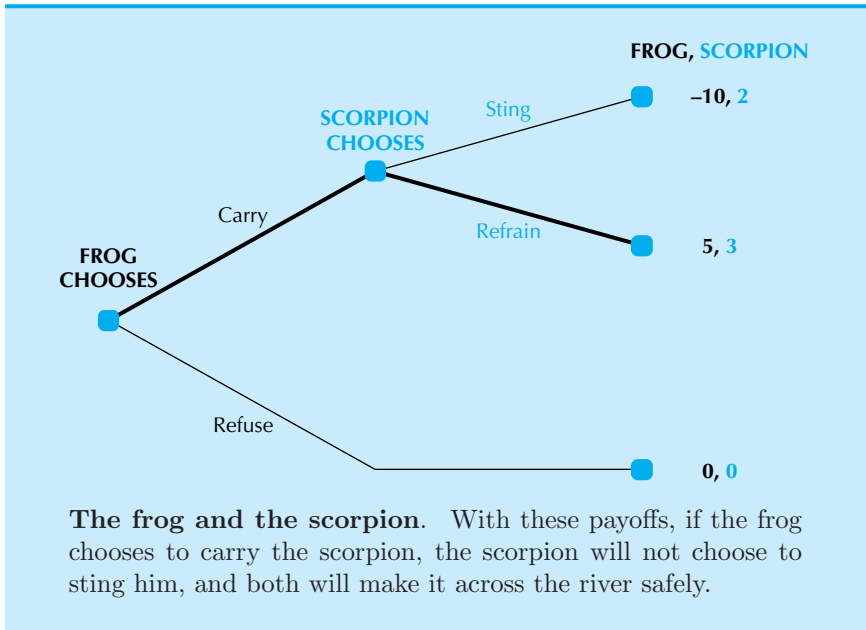 FROG, SCORPION
–10, 2
Sting
SCORPION
CHOOSES
Carry
Refrain
5, 3
FROG
CHOOSES
Refuse
0, 0
The frog and the scorpion. With these payoffs, if the frog
chooses to carry the scorpion, the scorpion will not choose to
sting him, and both will make it across the river safely.